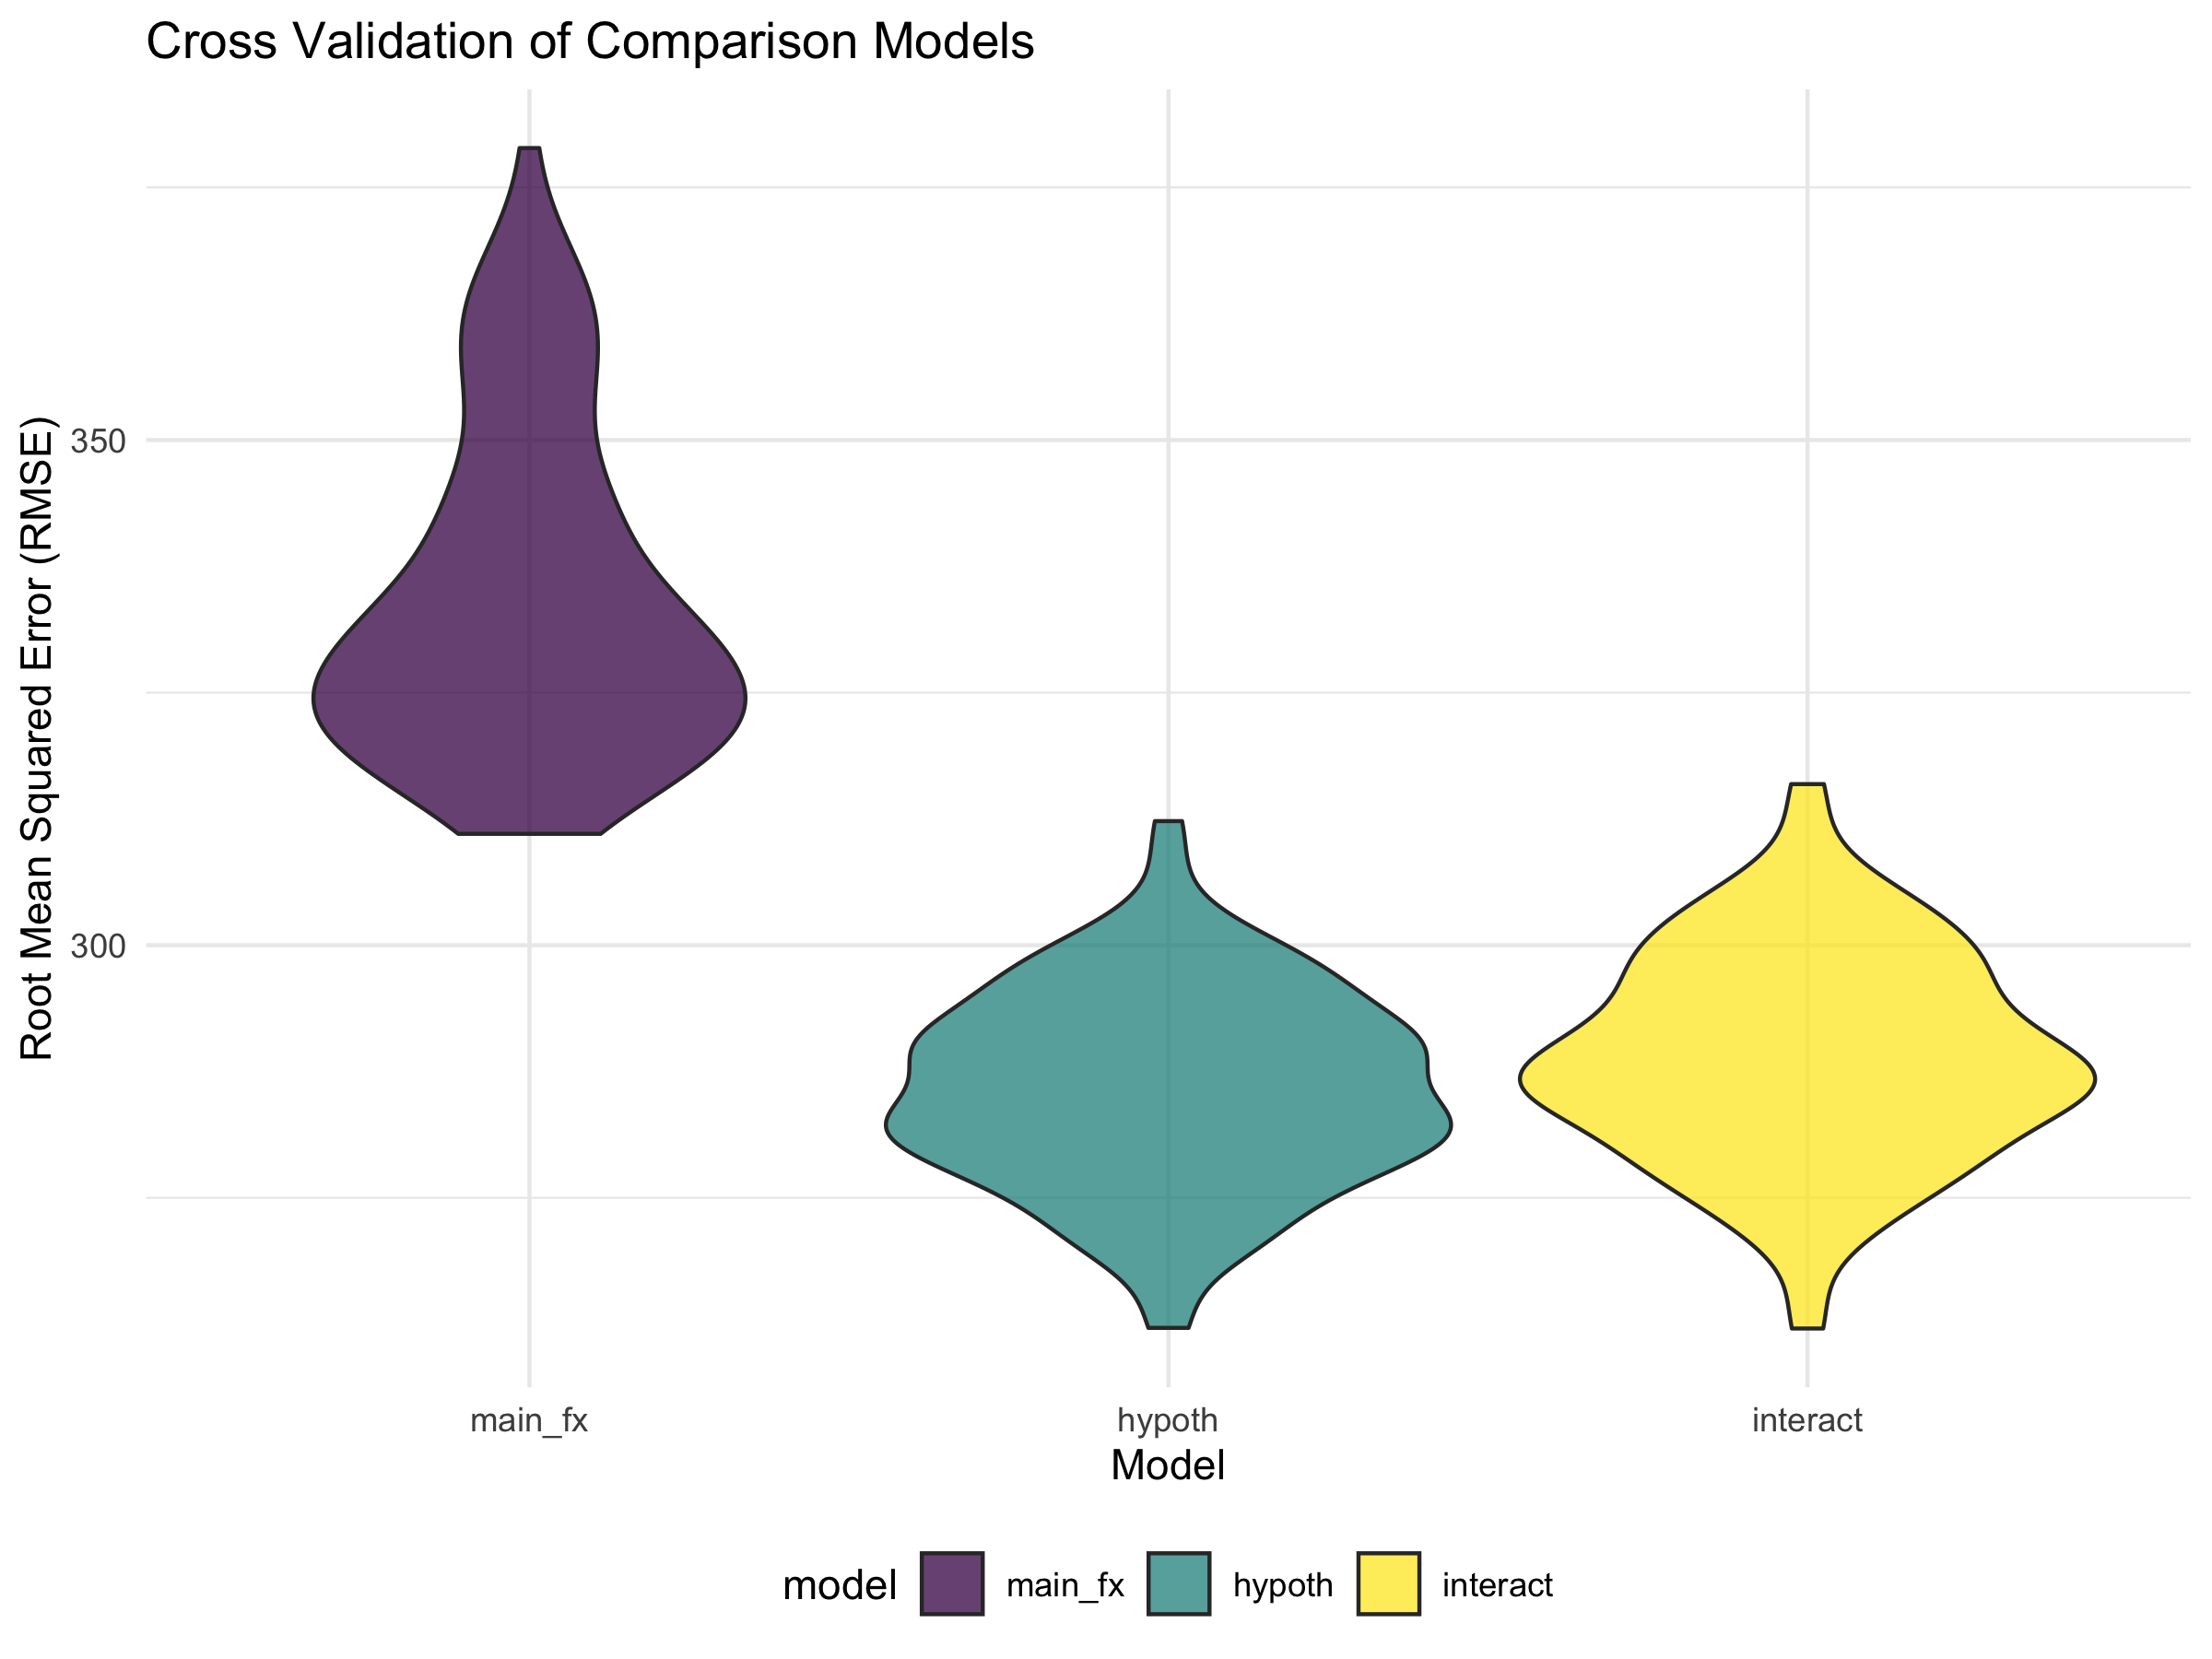 Cross Validation of Comparison Models
Root Mean Squared Error (RMSE)
350
300
main_fx hypoth interact
Model
model main_fx hypoth interact